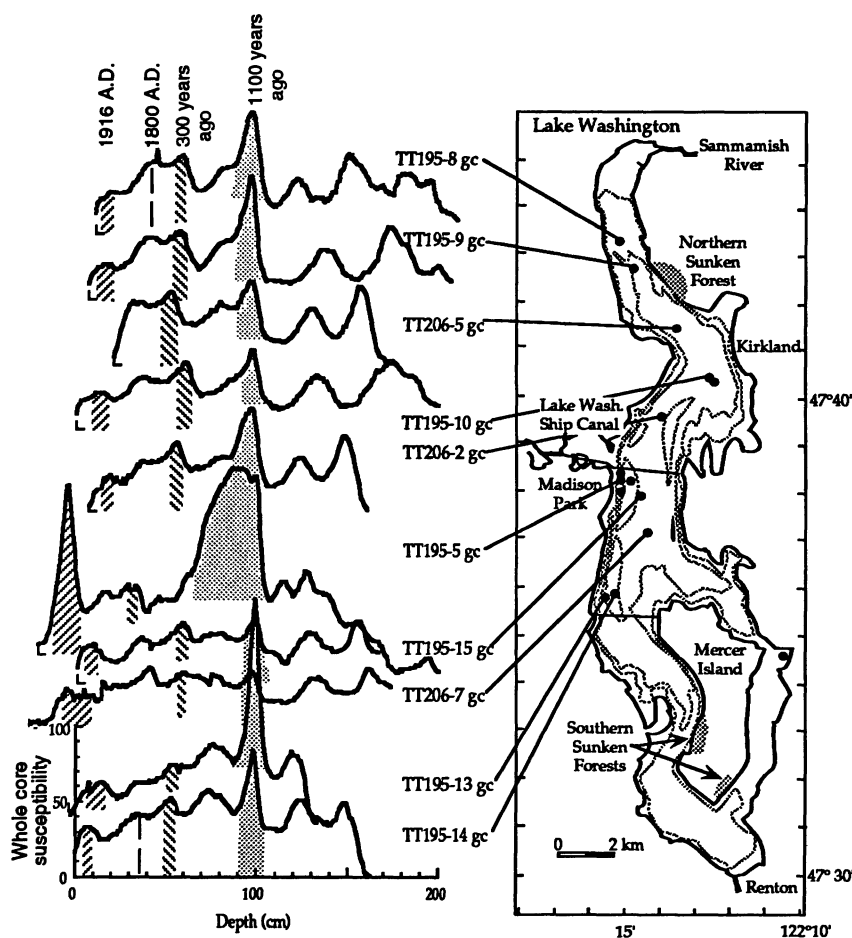 1916 A.D.
1800 A.D.
300 years
ago
1100 years
ago
TT195-8 gc
TT195-9 gc
TT206-5 gc
TT195-10 gc
TT206-2 gc
TT195-5 gc
TT195-15 gc
TT206-7 gc
TT195-13 gc
TT195-14 gc
Whole core
susceptibility
100
50
0
0
100
200
Depth (cm)
Lake Washington
Sammamish
River
Northern
Sunken
Forest
Kirkland
Lake Wash.
Ship Canal
Madison
Park
Mercer
Island
Southern
Sunken
Forests
0 2 km
Renton
47°40'
47° 30'
15'
122°10'